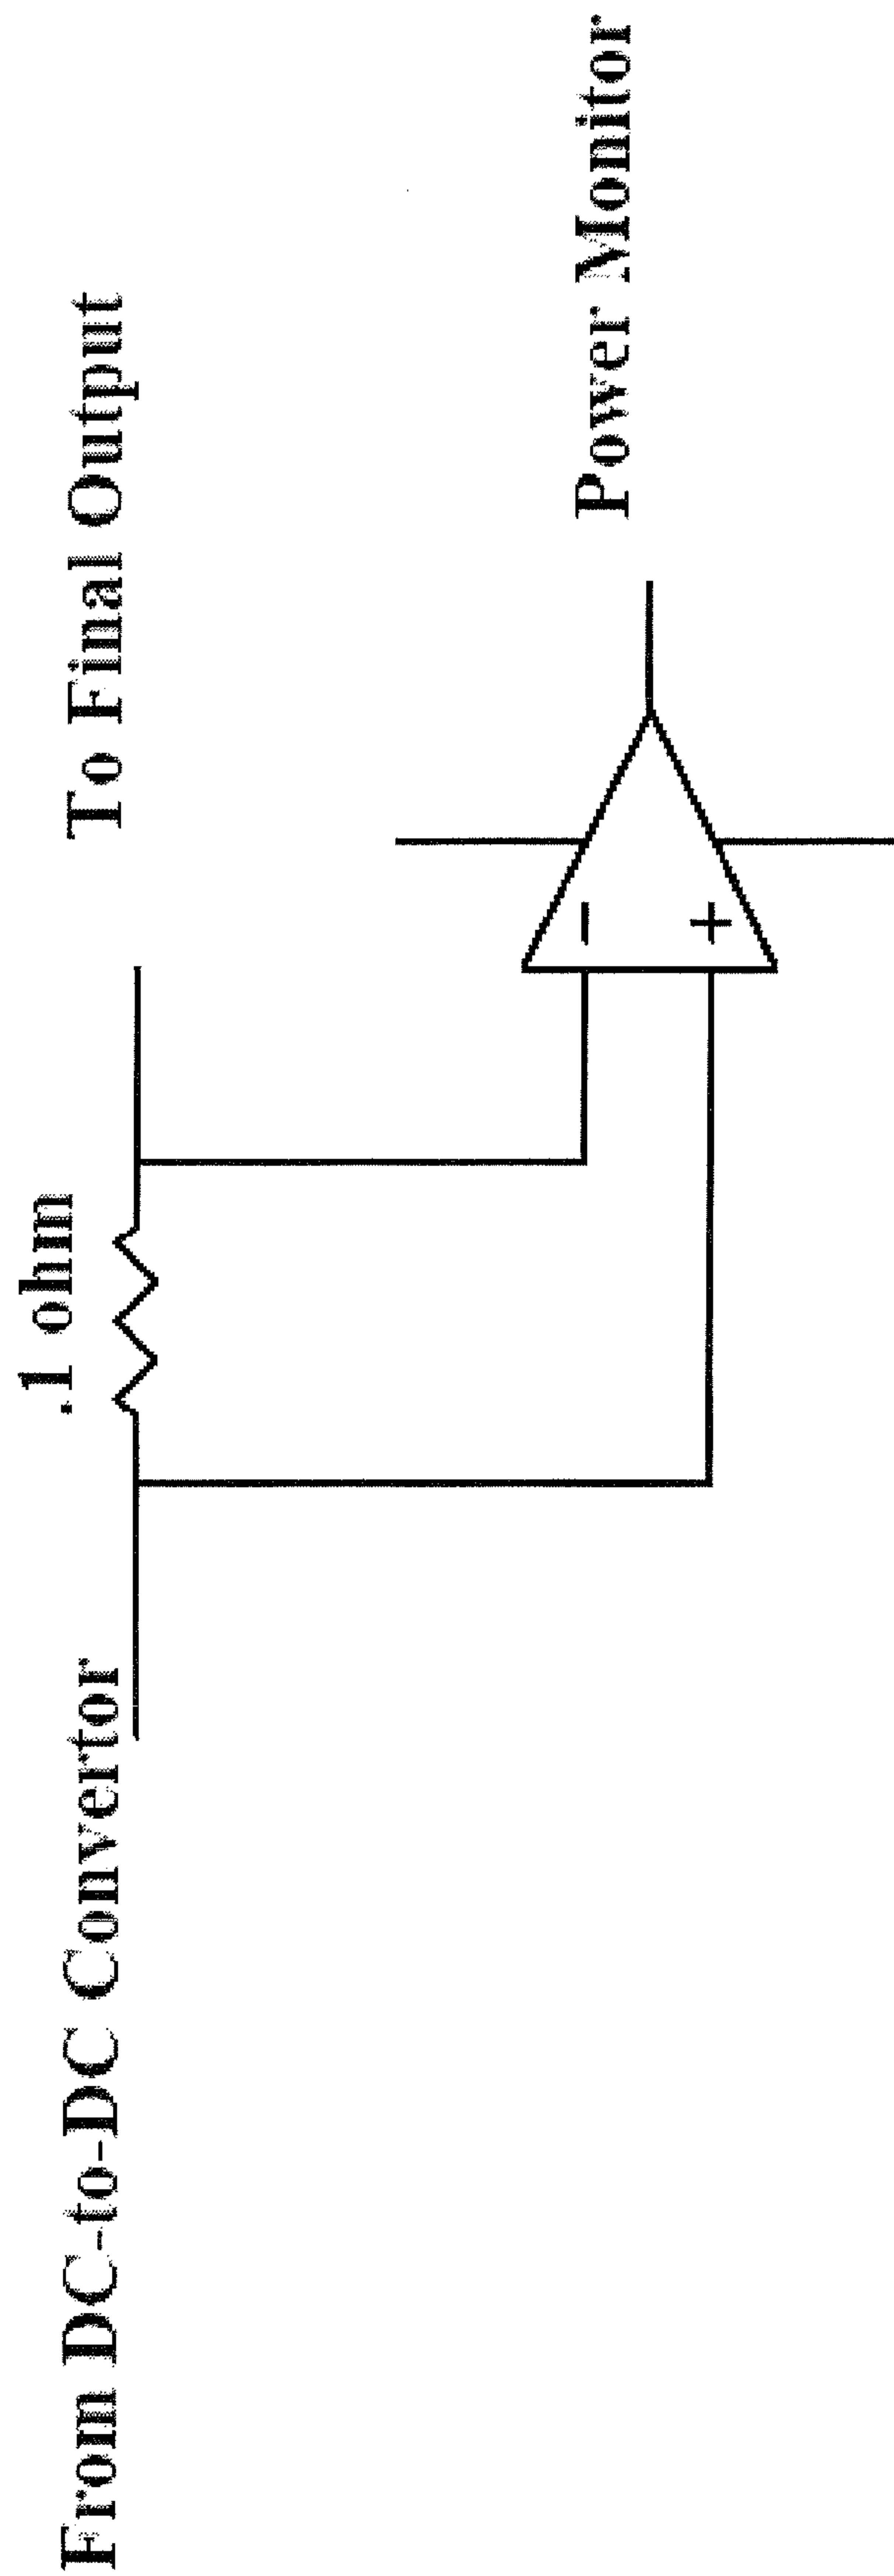 .1 ohm
From DC-to-DC Convertor
To Final Output
−
+
Power Monitor